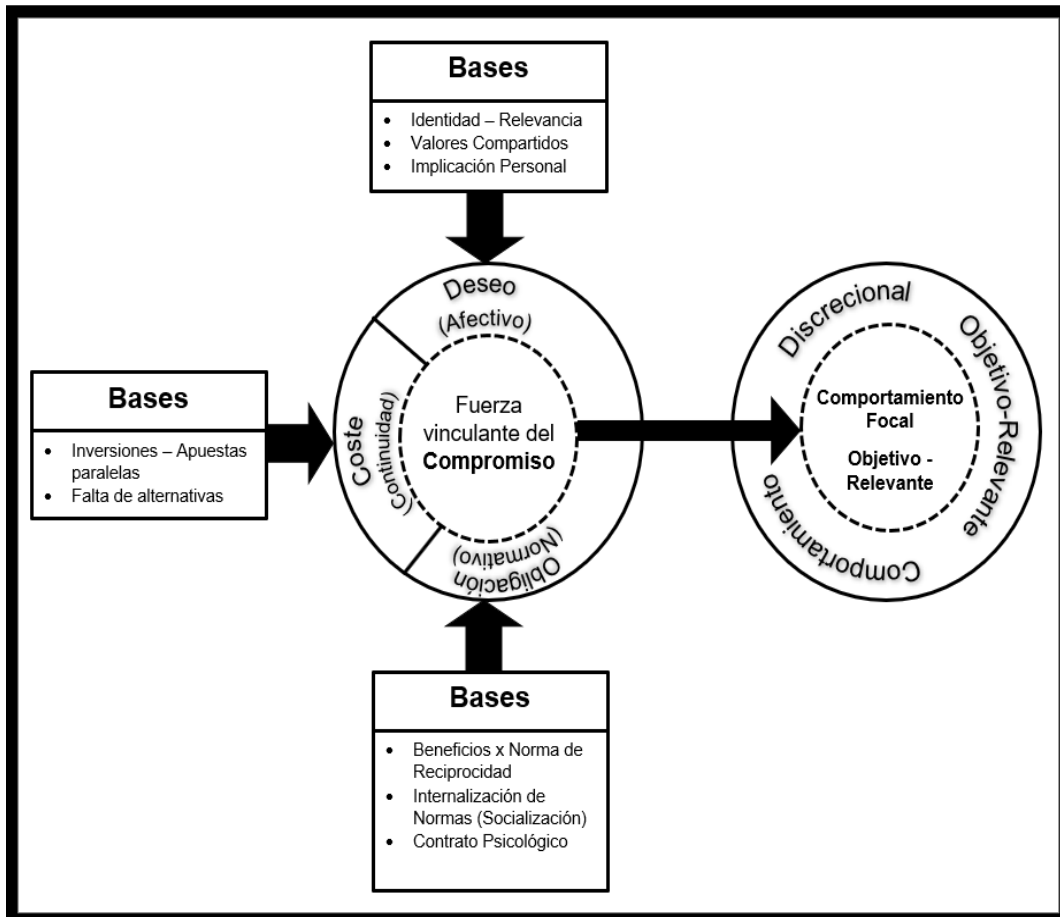 Bases
• Identidad – Relevancia
• Valores Compartidos
• Implicación Personal
Bases
• Inversiones – Apuestas
paralelas
• Falta de alternativas
Deseo
(Afectivo)
Coste
(Continuidad)
Obligación
(Normativo)
Fuerza
vinculante del
Compromiso
Discrecional
Objetivo-Relevante
Comportamiento
Comportamiento
Focal
Objetivo -
Relevante
Bases
• Beneficios x Norma de
Reciprocidad
• Internalización de
Normas (Socialización)
• Contrato Psicológico